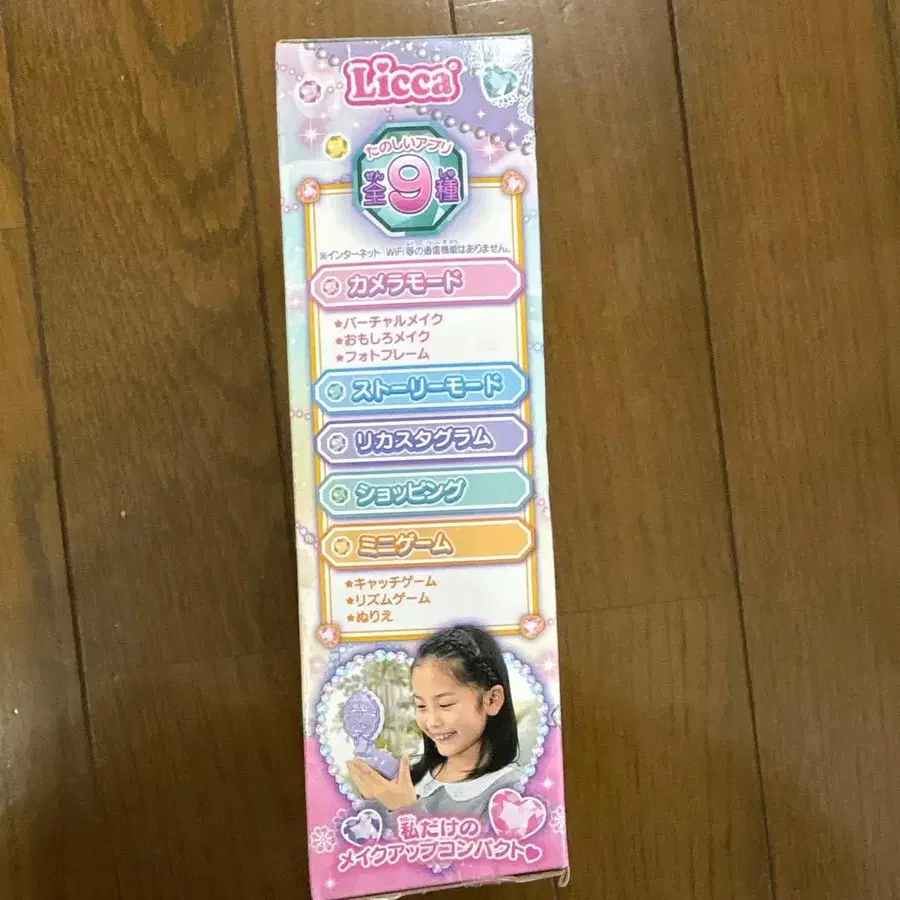 Licca
たのしいアプリ
ぜん しゅ
全9種
※インターネット WiFi等の通信機能はありません。
カメラモード
★バーチャルメイク
★おもしろメイク
★フォトフレーム
ストーリーモード
リカスタグラム
ショッピング
ミニゲーム
★キャッチゲーム
★リズムゲーム
★ぬりえ
私だけの
メイクアップコンパクト♥